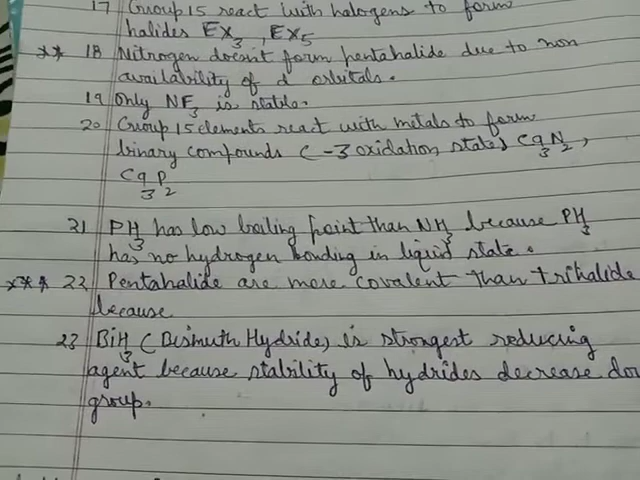 17 Group 15 react with halogens to form
halides EX3, EX5
** 18 Nitrogen doesn't form pentahalide due to non
availability of d orbitals.
19 Only NF3 is stable.
20 Group 15 elements react with metals to form
binary compounds (-3 oxidation state) Ca3N2,
Ca3P2
21 PH3 has low boiling point than NH3 because PH3
has no hydrogen bonding in liquid state.
*** 22 Pentahalide are more covalent than trihalide
because
23 BiH3 (Bismuth Hydride) is strongest reducing
agent because stability of hydrides decrease do
group.